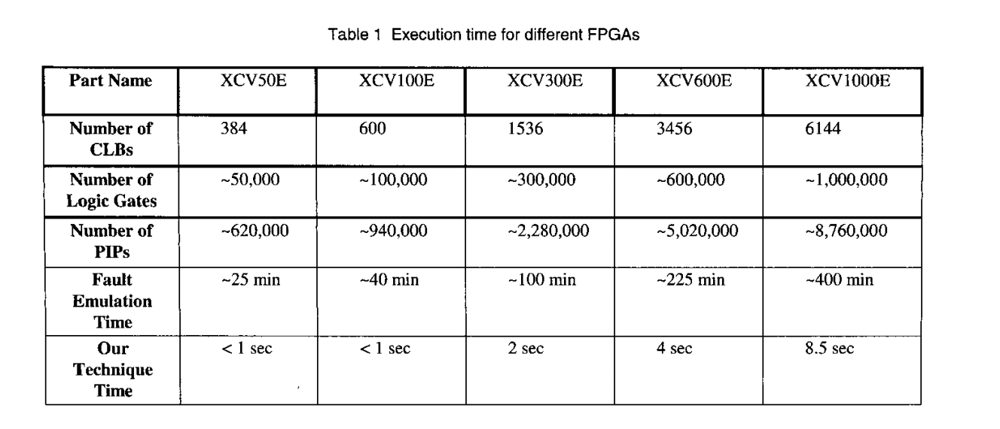 Table 1 Execution time for different FPGAs
Part Name XCV50E XCV100E XCV300E XCV600E XCV1000E
Number of CLBs 384 600 1536 3456 6144
Number of Logic Gates ~50,000 ~100,000 ~300,000 ~600,000 ~1,000,000
Number of PIPs ~620,000 ~940,000 ~2,280,000 ~5,020,000 ~8,760,000
Fault Emulation Time ~25 min ~40 min ~100 min ~225 min ~400 min
Our Technique Time < 1 sec < 1 sec 2 sec 4 sec 8.5 sec